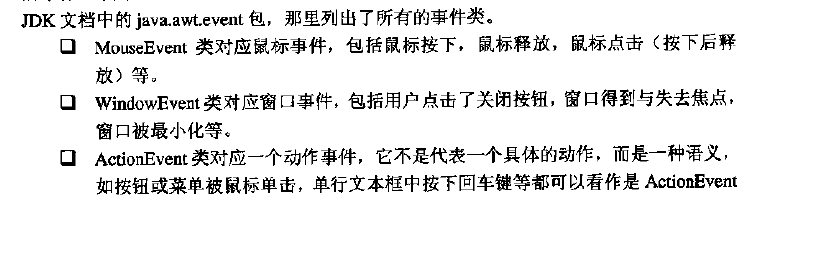 JDK 文档中的 java.awt.event 包，那里列出了所有的事件类。
❑ MouseEvent 类对应鼠标事件，包括鼠标按下，鼠标释放，鼠标点击（按下后释
放）等。
❑ WindowEvent 类对应窗口事件，包括用户点击了关闭按钮，窗口得到与失去焦点，
窗口被最小化等。
❑ ActionEvent 类对应一个动作事件，它不是代表一个具体的动作，而是一种语义，
如按钮或菜单被鼠标单击，单行文本框中按下回车键等都可以看作是 ActionEvent